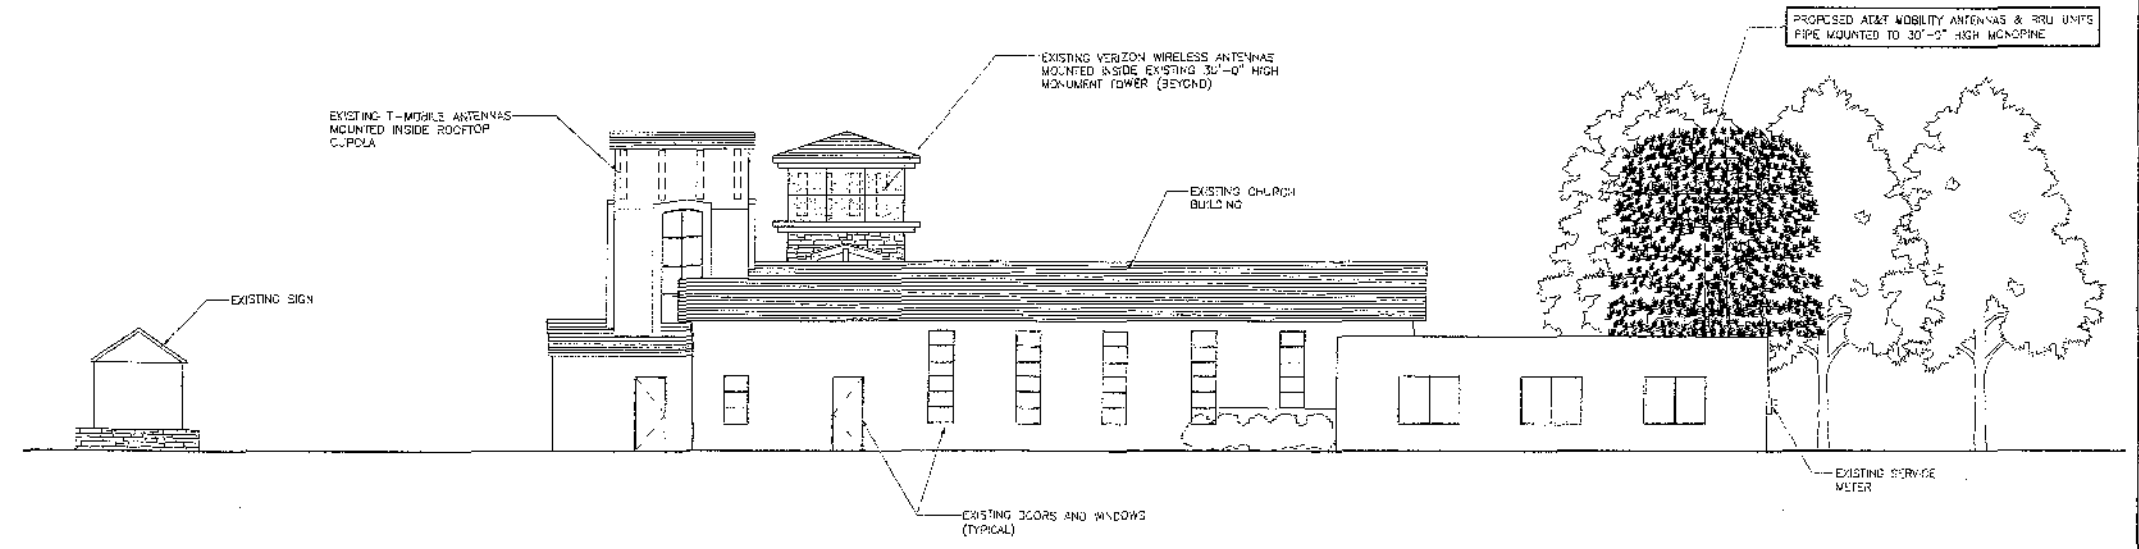 PROPOSED AT&T MOBILITY ANTENNAS & RRU UNITS
PIPE MOUNTED TO 30'-0" HIGH MONOPINE
EXISTING VERIZON WIRELESS ANTENNAS
MOUNTED INSIDE EXISTING 30'-0" HIGH
MONUMENT TOWER (BEYOND)
EXISTING T-MOBILE ANTENNAS
MOUNTED INSIDE ROOFTOP
CUPOLA
EXISTING CHURCH
BUILDING
EXISTING SIGN
EXISTING SERVICE
METER
EXISTING DOORS AND WINDOWS
(TYPICAL)